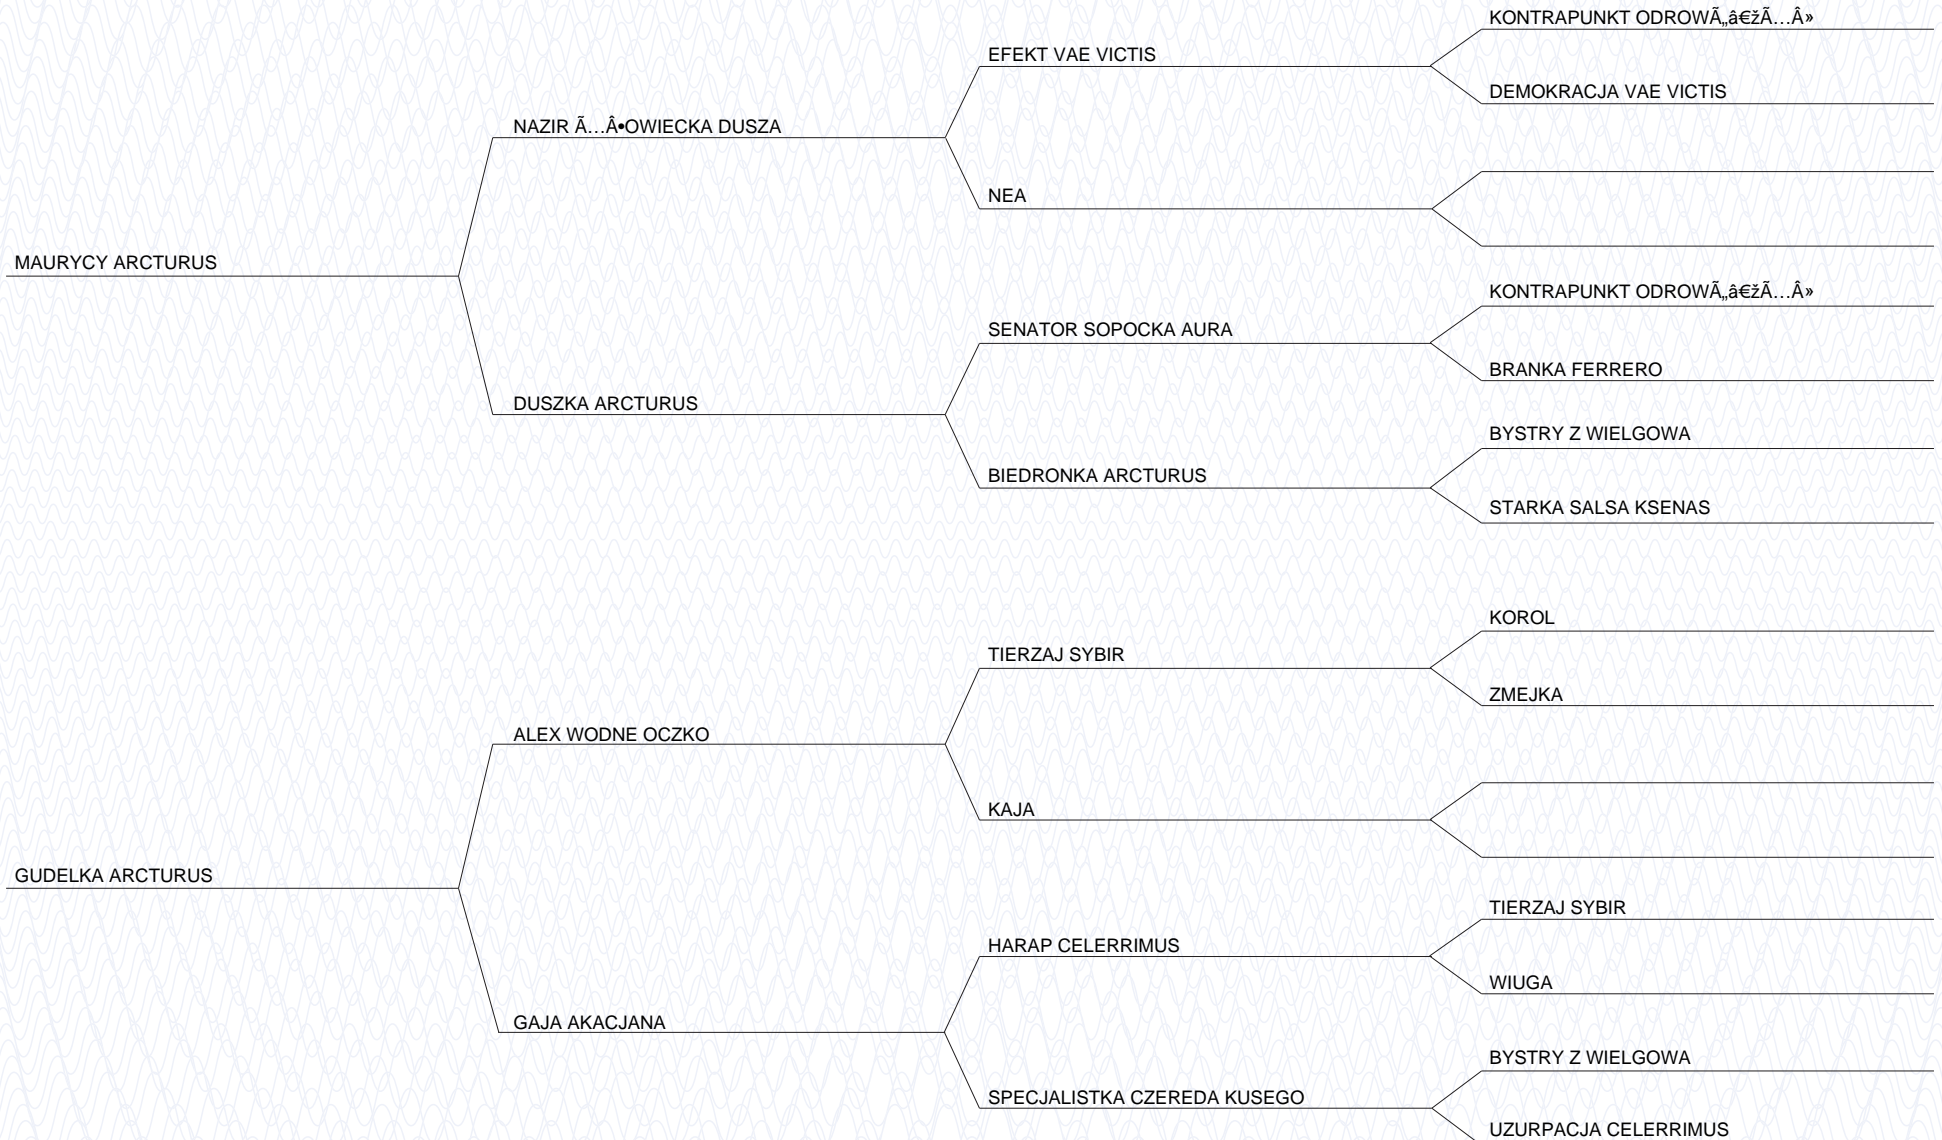 KONTRAPUNKT ODROWÃ„â€žÃ…Â»
EFEKT VAE VICTIS
DEMOKRACJA VAE VICTIS
NAZIR Ã…Â•OWIECKA DUSZA
NEA
MAURYCY ARCTURUS
KONTRAPUNKT ODROWÃ„â€žÃ…Â»
SENATOR SOPOCKA AURA
BRANKA FERRERO
DUSZKA ARCTURUS
BYSTRY Z WIELGOWA
BIEDRONKA ARCTURUS
STARKA SALSA KSENAS
KOROL
TIERZAJ SYBIR
ZMEJKA
ALEX WODNE OCZKO
KAJA
GUDELKA ARCTURUS
TIERZAJ SYBIR
HARAP CELERRIMUS
WIUGA
GAJA AKACJANA
BYSTRY Z WIELGOWA
SPECJALISTKA CZEREDA KUSEGO
UZURPACJA CELERRIMUS